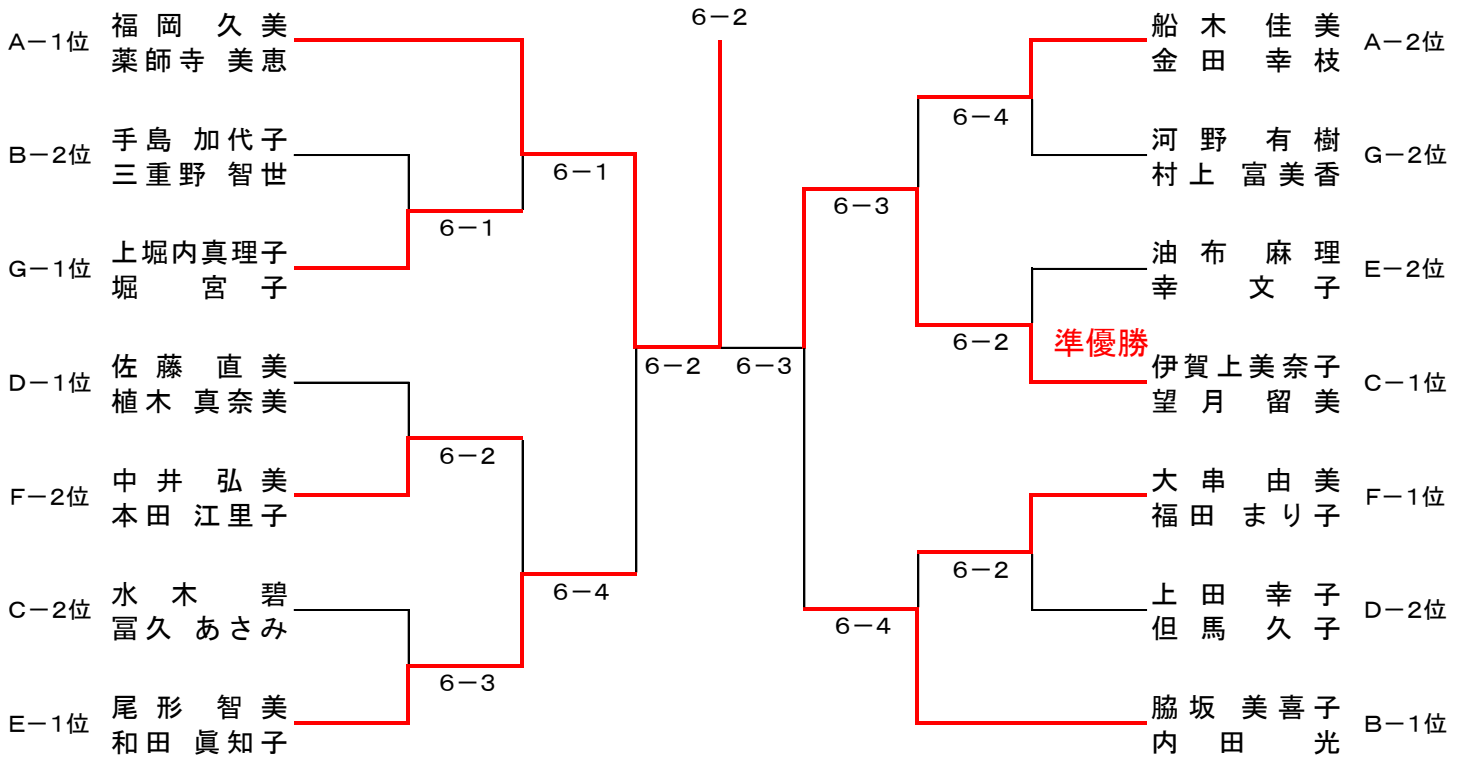 6－2
A－1位
福岡 久美
薬師寺 美恵
B－2位
手島 加代子
三重野 智世
G－1位
上堀内真理子
堀 宮子
D－1位
佐藤 直美
植木 真奈美
F－2位
中井 弘美
本田 江里子
C－2位
水木 碧
冨久 あさみ
E－1位
尾形 智美
和田 眞知子
6－1
6－1
6－2
6－3
6－4
6－2
6－3
6－3
6－4
6－2
6－2
6－4
準優勝
船木 佳美
金田 幸枝
A－2位
河野 有樹
村上 富美香
G－2位
油布 麻理
幸 文子
E－2位
伊賀上美奈子
望月 留美
C－1位
大串 由美
福田 まり子
F－1位
上田 幸子
但馬 久子
D－2位
脇坂 美喜子
内田 光
B－1位